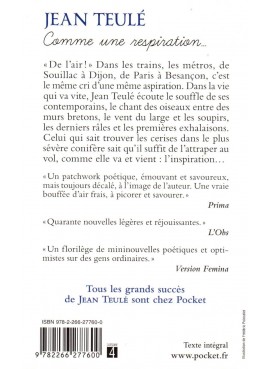 JEAN TEULÉ
Comme une respiration...
"De l'air!" Dans les trains, les métros, de
Souillac à Dijon, de Paris à Besançon, c'est
le même cri d'une même aspiration. Dans la vie
qui va vite, Jean Teulé écoute le souffle de ses
contemporains, le chant des oiseaux entre des
murs bretons, le vent du large et les soupirs,
les derniers râles et les premières exhalaisons.
Celui qui sait trouver les cerises dans le plus
sévère conifère sait qu'il suffit de l'attraper au
vol, comme elle va et vient : l'inspiration…
"Un patchwork poétique, émouvant et savoureux,
mais toujours décalé, à l'image de l'auteur. Une vraie
bouffée d'air frais, à picorer et savourer."
Prima
"Quarante nouvelles légères et réjouissantes."
L'Obs
"Un florilège de mininouvelles poétiques et opti-
mistes sur des gens ordinaires."
Version Femina
Tous les grands succès
de JEAN TEULÉ sont chez Pocket
ISBN 978-2-266-27760-0
4
9 782266 277600
Texte intégral
www.pocket.fr